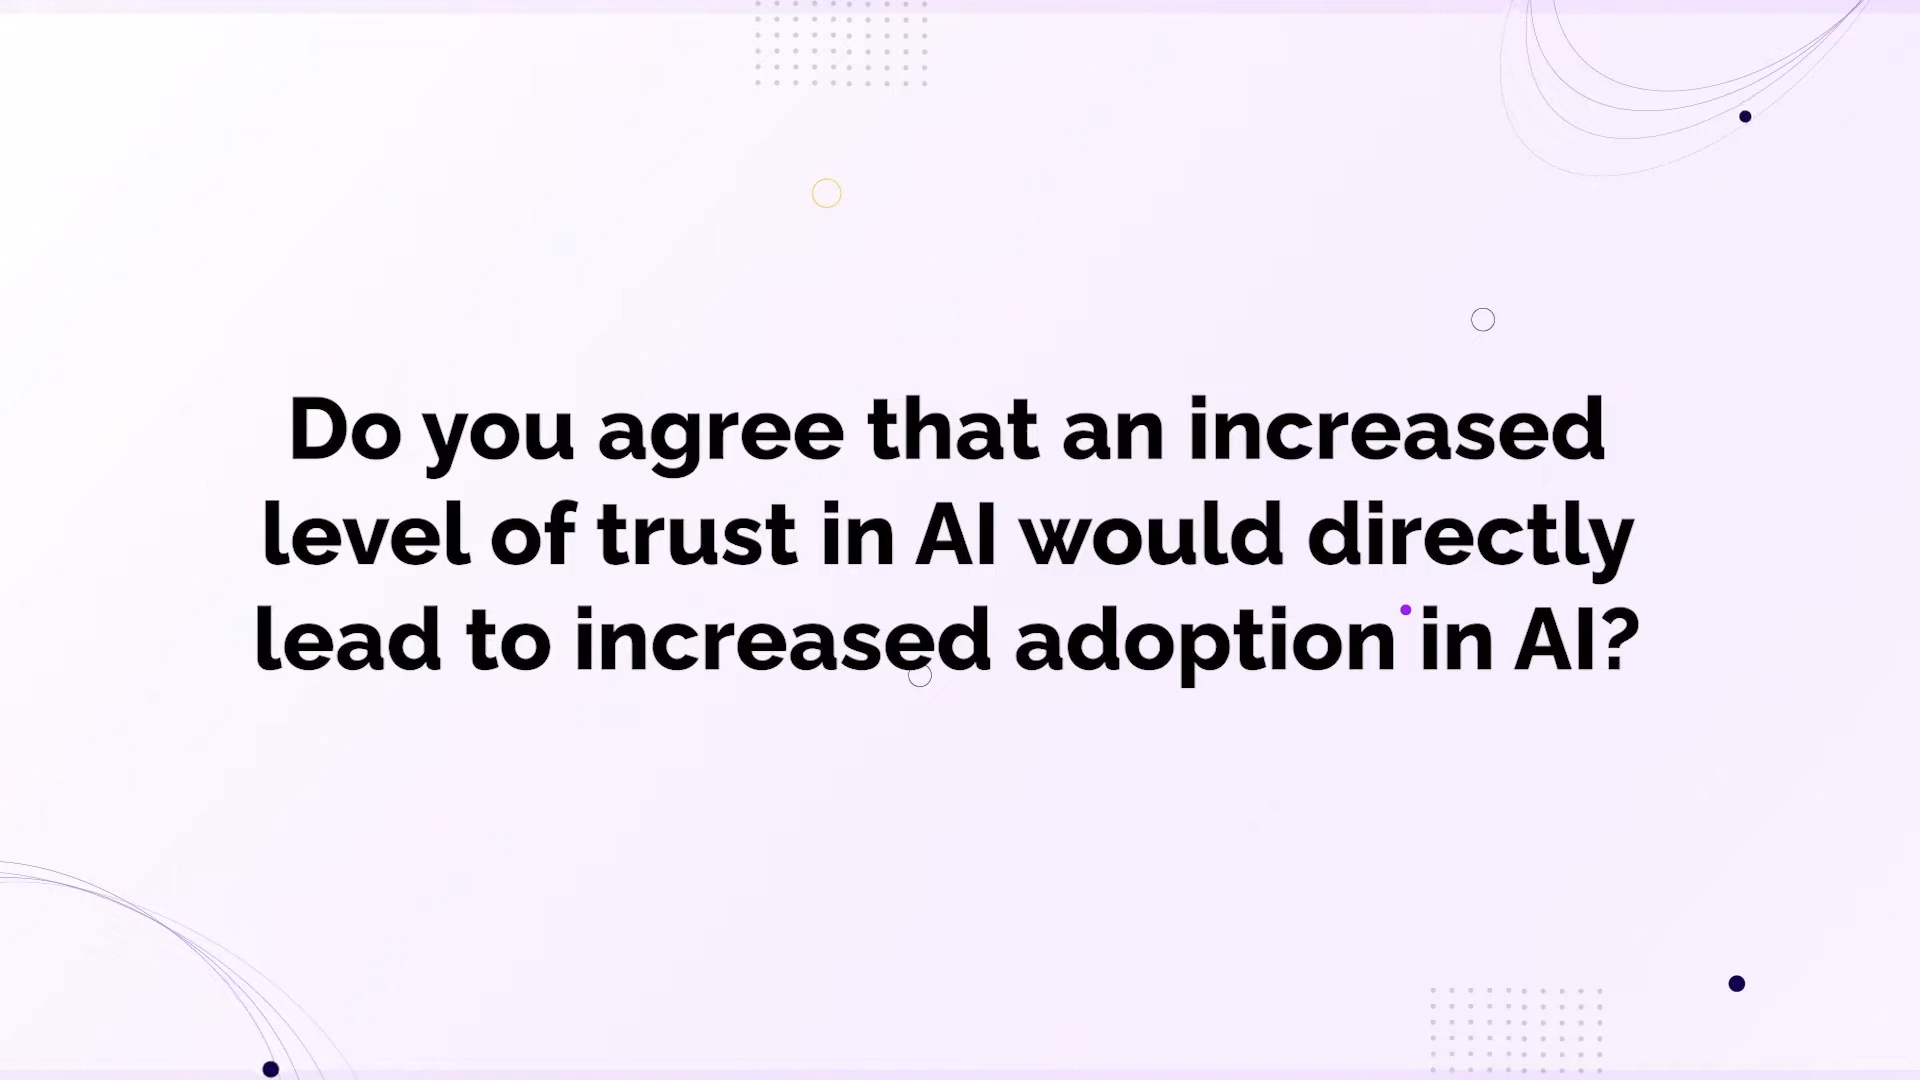 Do you agree that an increased
level of trust in AI would directly
lead to increased adoption in AI?